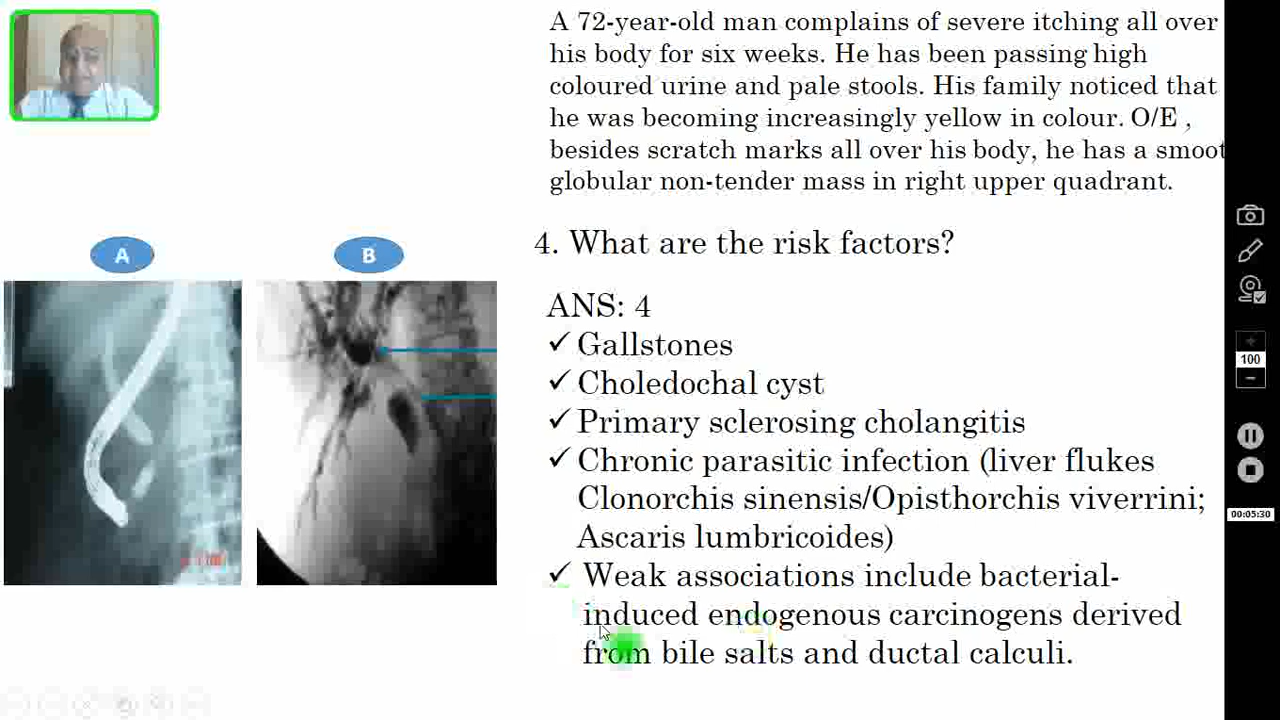 A 72-year-old man complains of severe itching all over
his body for six weeks. He has been passing high
coloured urine and pale stools. His family noticed that
he was becoming increasingly yellow in colour. O/E ,
besides scratch marks all over his body, he has a smoot
globular non-tender mass in right upper quadrant.
A
B
4. What are the risk factors?
ANS: 4
✓ Gallstones
✓ Choledochal cyst
✓ Primary sclerosing cholangitis
✓ Chronic parasitic infection (liver flukes
Clonorchis sinensis/Opisthorchis viverrini;
Ascaris lumbricoides)
✓ Weak associations include bacterial-
induced endogenous carcinogens derived
from bile salts and ductal calculi.
100
00:05:30